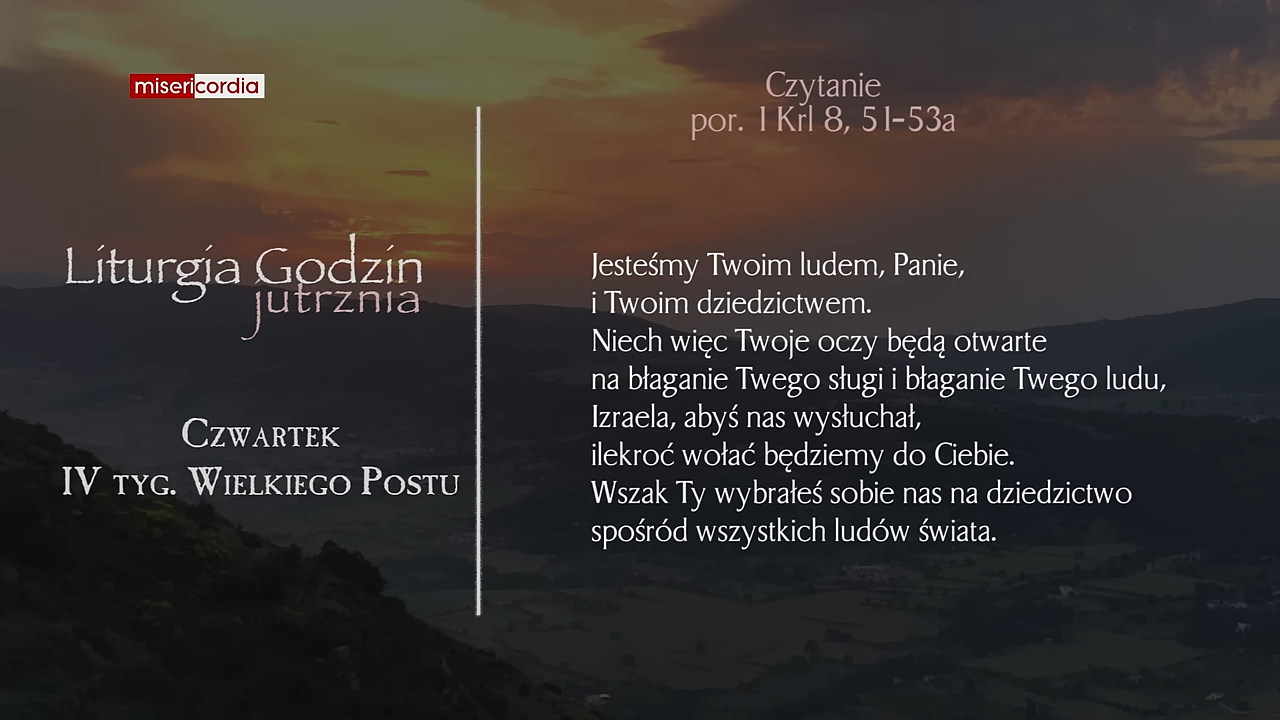 misericordia
Liturgia Godzin
jutrznia
Czwartek
IV tyg. Wielkiego Postu
Czytanie
por. 1 Krl 8, 51-53a
Jesteśmy Twoim ludem, Panie,
i Twoim dziedzictwem.
Niech więc Twoje oczy będą otwarte
na błaganie Twego sługi i błaganie Twego ludu,
Izraela, abyś nas wysłuchał,
ilekroć wołać będziemy do Ciebie.
Wszak Ty wybrałeś sobie nas na dziedzictwo
spośród wszystkich ludów świata.